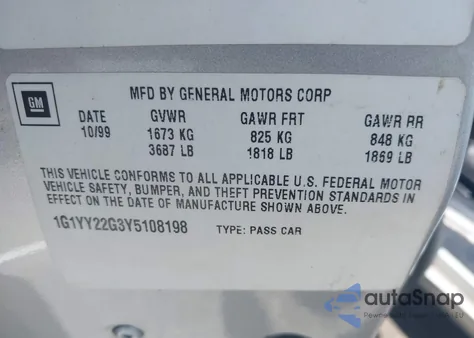 GM
MFD BY GENERAL MOTORS CORP
DATE GVWR GAWR FRT GAWR RR
10/99 1673 KG 825 KG 848 KG
3687 LB 1818 LB 1869 LB
THIS VEHICLE CONFORMS TO ALL APPLICABLE U.S. FEDERAL MOTOR
VEHICLE SAFETY, BUMPER, AND THEFT PREVENTION STANDARDS IN
EFFECT ON THE DATE OF MANUFACTURE SHOWN ABOVE.
1G1YY22G3Y5108198 TYPE: PASS CAR
autoSnap